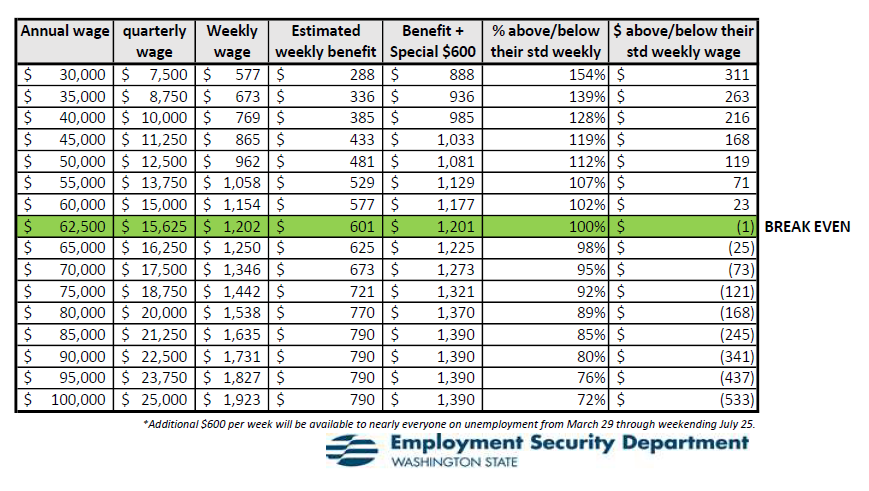 Annual wage quarterly wage Weekly wage Estimated weekly benefit Benefit + Special $600 % above/below their std weekly $ above/below their std weekly wage
$ 30,000 $ 7,500 $ 577 $ 288 $ 888 154% $ 311
$ 35,000 $ 8,750 $ 673 $ 336 $ 936 139% $ 263
$ 40,000 $ 10,000 $ 769 $ 385 $ 985 128% $ 216
$ 45,000 $ 11,250 $ 865 $ 433 $ 1,033 119% $ 168
$ 50,000 $ 12,500 $ 962 $ 481 $ 1,081 112% $ 119
$ 55,000 $ 13,750 $ 1,058 $ 529 $ 1,129 107% $ 71
$ 60,000 $ 15,000 $ 1,154 $ 577 $ 1,177 102% $ 23
$ 62,500 $ 15,625 $ 1,202 $ 601 $ 1,201 100% $ (1) BREAK EVEN
$ 65,000 $ 16,250 $ 1,250 $ 625 $ 1,225 98% $ (25)
$ 70,000 $ 17,500 $ 1,346 $ 673 $ 1,273 95% $ (73)
$ 75,000 $ 18,750 $ 1,442 $ 721 $ 1,321 92% $ (121)
$ 80,000 $ 20,000 $ 1,538 $ 770 $ 1,370 89% $ (168)
$ 85,000 $ 21,250 $ 1,635 $ 790 $ 1,390 85% $ (245)
$ 90,000 $ 22,500 $ 1,731 $ 790 $ 1,390 80% $ (341)
$ 95,000 $ 23,750 $ 1,827 $ 790 $ 1,390 76% $ (437)
$ 100,000 $ 25,000 $ 1,923 $ 790 $ 1,390 72% $ (533)
*Additional $600 per week will be available to nearly everyone on unemployment from March 29 through weekending July 25.
Employment Security Department
WASHINGTON STATE